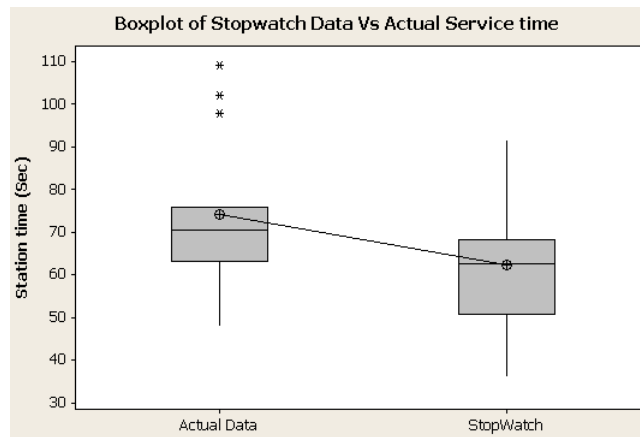 Boxplot of Stopwatch Data Vs Actual Service time
Station time (Sec)
110
100
90
80
70
60
50
40
30
Actual Data
StopWatch